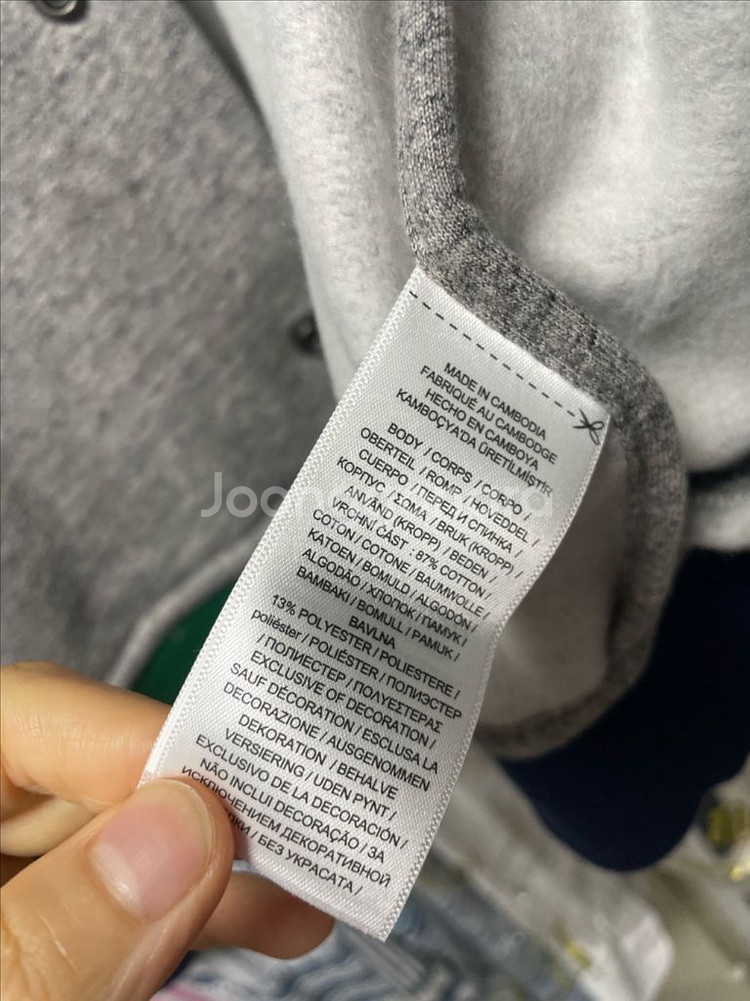 MADE IN CAMBODIA
FABRIQUÉ AU CAMBODGE
HECHO EN CAMBOYA
KAMBOÇYA'DA ÜRETİLMİŞTİR
BODY / CORPS / CORPO /
OBERTEIL / ROMP / HOVEDDEL /
CUERPO / ПЕРЕД И СПИНКА /
КОРПУС / ΣΩΜΑ / BRUK (KROPP) /
ANVÄND (KROPP) / BEDEN /
VRCHNÍ ČÁST : 87% COTTON /
COTON / COTONE / BAUMWOLLE /
KATOEN / BOMULD / ALGODÓN /
ALGODÃO / ХЛОПОК / ПАМУК /
BAMBAKI / BOMULL / PAMUK /
BAVLNA
13% POLYESTER / POLIESTERE /
poliéster / POLIÉSTER / ПОЛИЭСТЕР
/ ПОЛИЕСТЕР / ΠΟΛΥΕΣΤΕΡΑΣ
EXCLUSIVE OF DECORATION /
SAUF DÉCORATION / ESCLUSA LA
DECORAZIONE / AUSGENOMMEN
DEKORATION / BEHALVE
VERSIERING / UDEN PYNT /
EXCLUSIVO DE LA DECORACIÓN /
NÃO INCLUI DECORAÇÃO / ЗА
ИСКЛЮЧЕНИЕМ ДЕКОРАТИВНОЙ
/ БЕЗ УКРАСАТА /